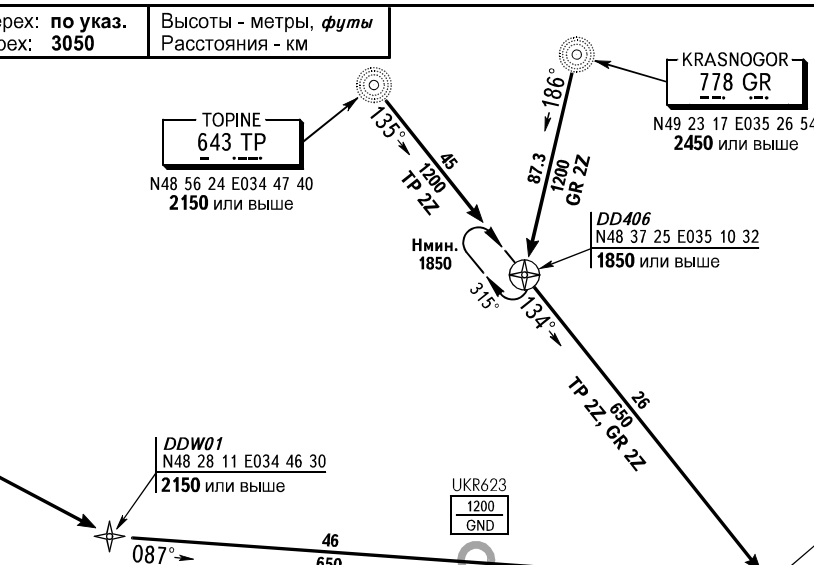 рех: по указ.
рех: 3050
Высоты - метры, футы
Расстояния - км
KRASNOGOR
778 GR
N49 23 17 E035 26 54
2450 или выше
186°
TOPINE
643 TP
N48 56 24 E034 47 40
2150 или выше
135°
45
1200
TP 2Z
87.3
1200
GR 2Z
DD406
N48 37 25 E035 10 32
1850 или выше
Нмин.
1850
315°
134°
26
650
TP 2Z, GR 2Z
DDW01
N48 28 11 E034 46 30
2150 или выше
UKR623
1200
GND
46
087°
650